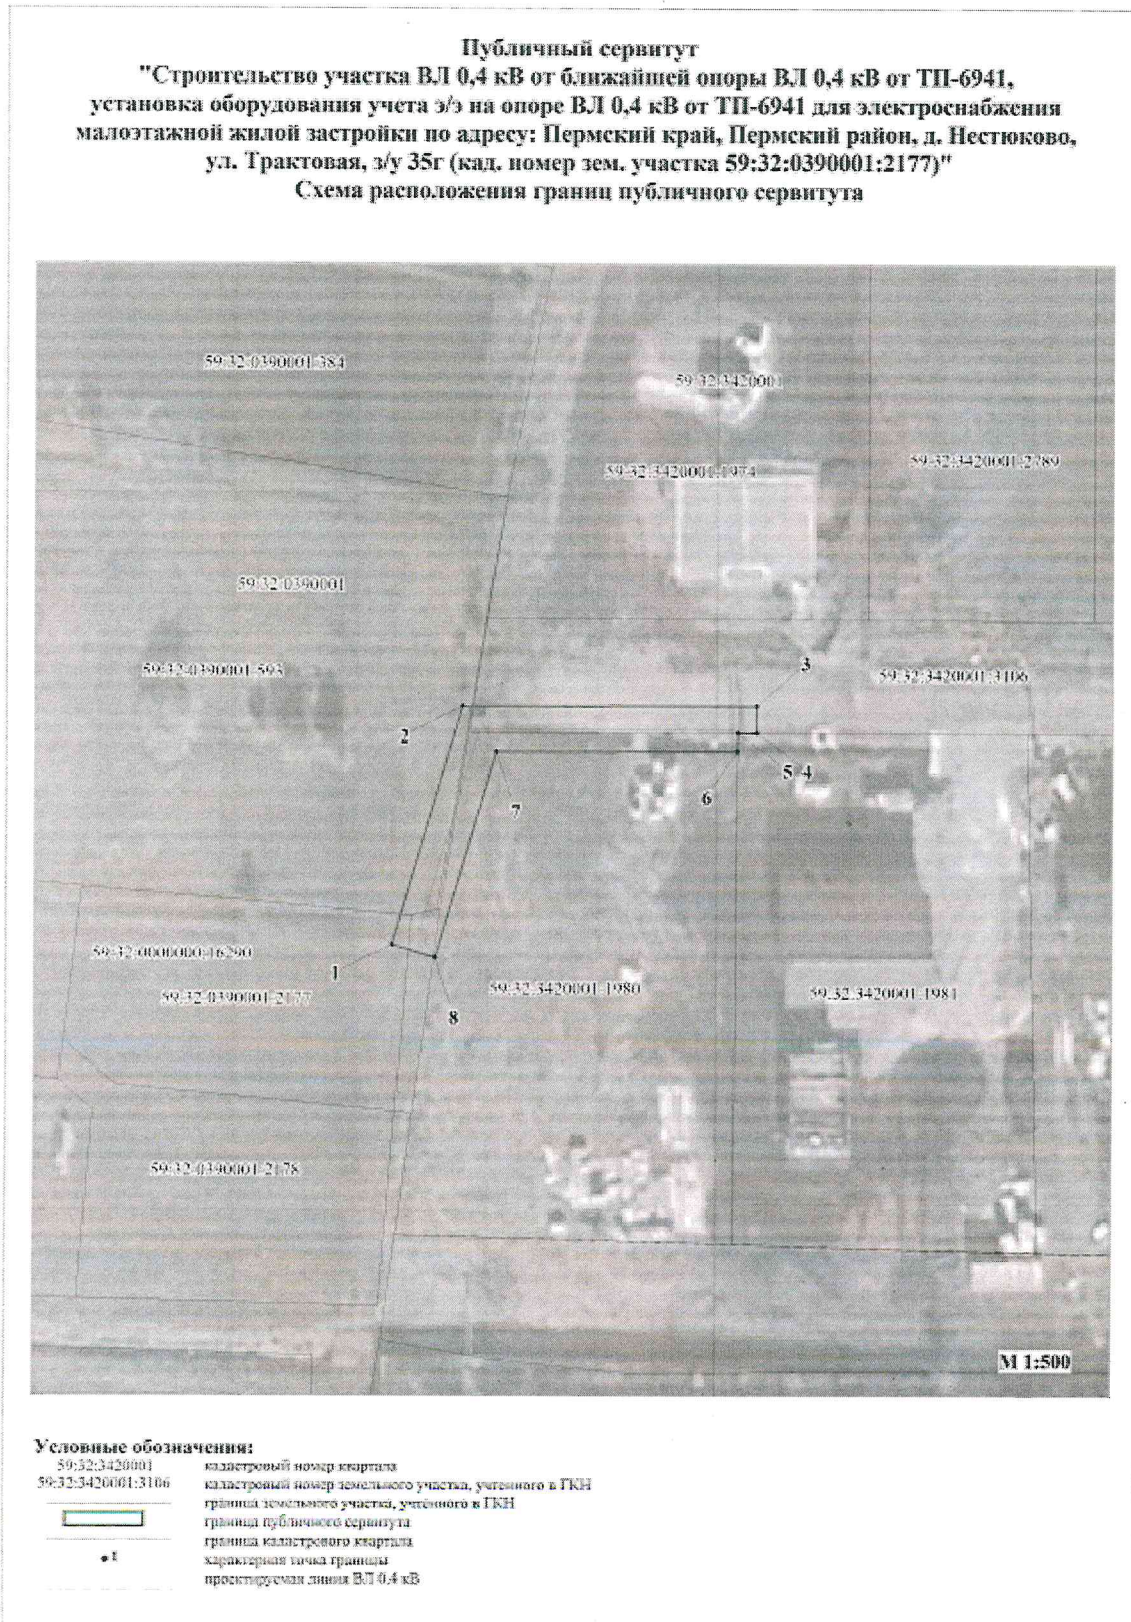 Публичный сервитут
"Строительство участка ВЛ 0,4 кВ от ближайшей опоры ВЛ 0,4 кВ от ТП-6941,
установка оборудования учета э/э на опоре ВЛ 0,4 кВ от ТП-6941 для электроснабжения
малоэтажной жилой застройки по адресу: Пермский край, Пермский район, д. Нестюково,
ул. Трактовая, з/у 35г (кад. номер зем. участка 59:32:0390001:2177)"
Схема расположения границ публичного сервитута
59:32:0390001:384
59:32:3420001
59:32:3420001:1974
59:32:3420001:2789
59:32:0390001
59:32:0390001:593
3
59:32:3420001:3106
2
5 4
6
7
59:32:0000000:16290
1
59:32:0390001:2177
59:32:3420001:1980
59:32:3420001:1981
8
59:32:0390001:2178
М 1:500
Условные обозначения:
59:32:3420001 кадастровый номер квартала
59:32:3420001:3106 кадастровый номер земельного участка, учтенного в ГКН
граница земельного участка, учтённого в ГКН
граница публичного сервитута
граница кадастрового квартала
1 характерная точка границы
проектируемая линия ВЛ 0,4 кВ